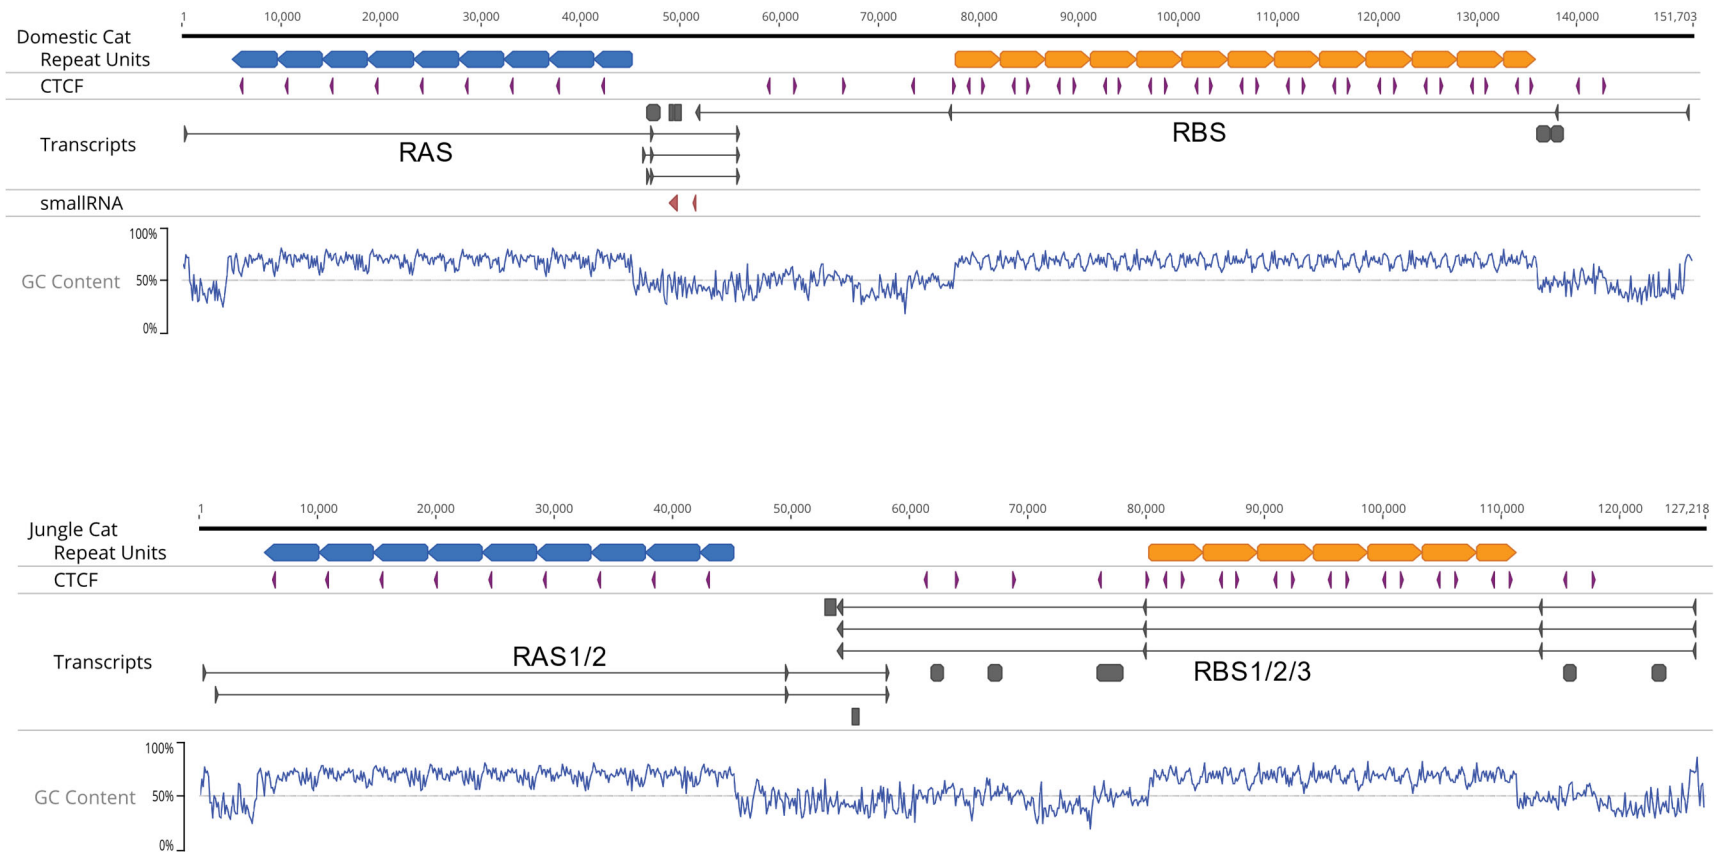 1 10,000 20,000 30,000 40,000 50,000 60,000 70,000 80,000 90,000 100,000 110,000 120,000 130,000 140,000 151,703
Domestic Cat
Repeat Units
CTCF
RBS
Transcripts
RAS
smallRNA
100%
GC Content 50%
0%
1 10,000 20,000 30,000 40,000 50,000 60,000 70,000 80,000 90,000 100,000 110,000 120,000 127,218
Jungle Cat
Repeat Units
CTCF
RAS1/2
Transcripts
RBS1/2/3
100%
GC Content 50%
0%